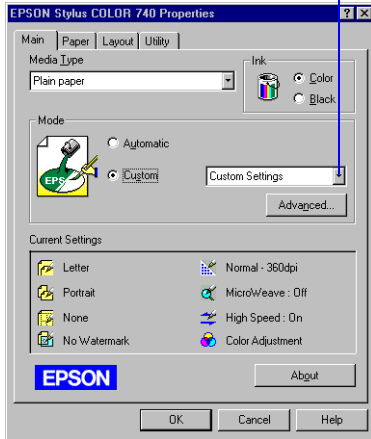 EPSON Stylus COLOR 740 Properties
Main Paper Layout Utility
Media Type
Plain paper
Ink
Color
Black
Mode
EPS
Automatic
Custom
Custom Settings
Advanced...
Current Settings
Letter
Normal - 360dpi
Portrait
MicroWeave : Off
None
High Speed : On
No Watermark
Color Adjustment
EPSON
About
OK Cancel Help